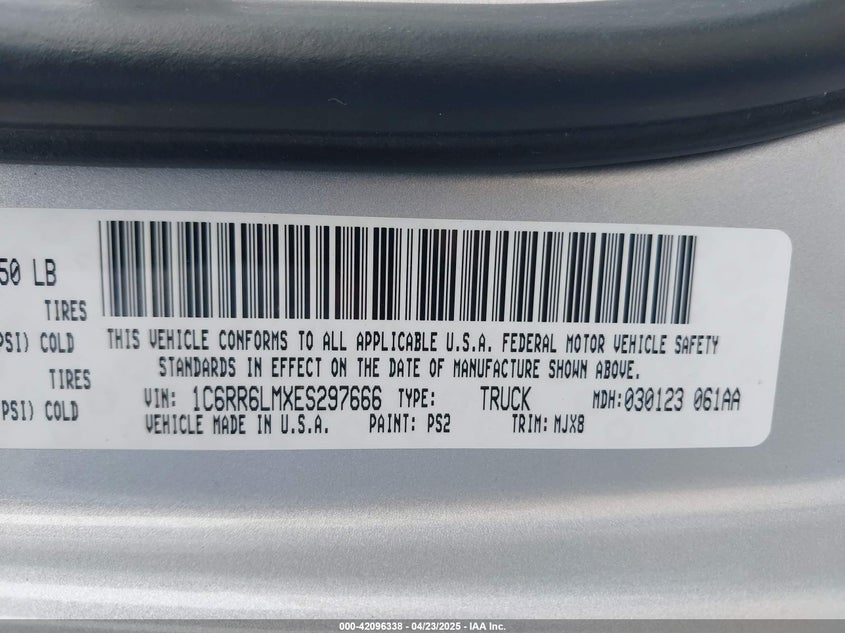 50 LB
TIRES
PSI) COLD
TIRES
PSI) COLD
THIS VEHICLE CONFORMS TO ALL APPLICABLE U.S.A. FEDERAL MOTOR VEHICLE SAFETY
STANDARDS IN EFFECT ON THE DATE OF MANUFACTURE SHOWN ABOVE.
VIN: 1C6RR6LMXES297666 TYPE: TRUCK MDH:030123 061AA
VEHICLE MADE IN U.S.A. PAINT: PS2 TRIM: MJX8
000-42096338 - 04/23/2025 - IAA Inc.